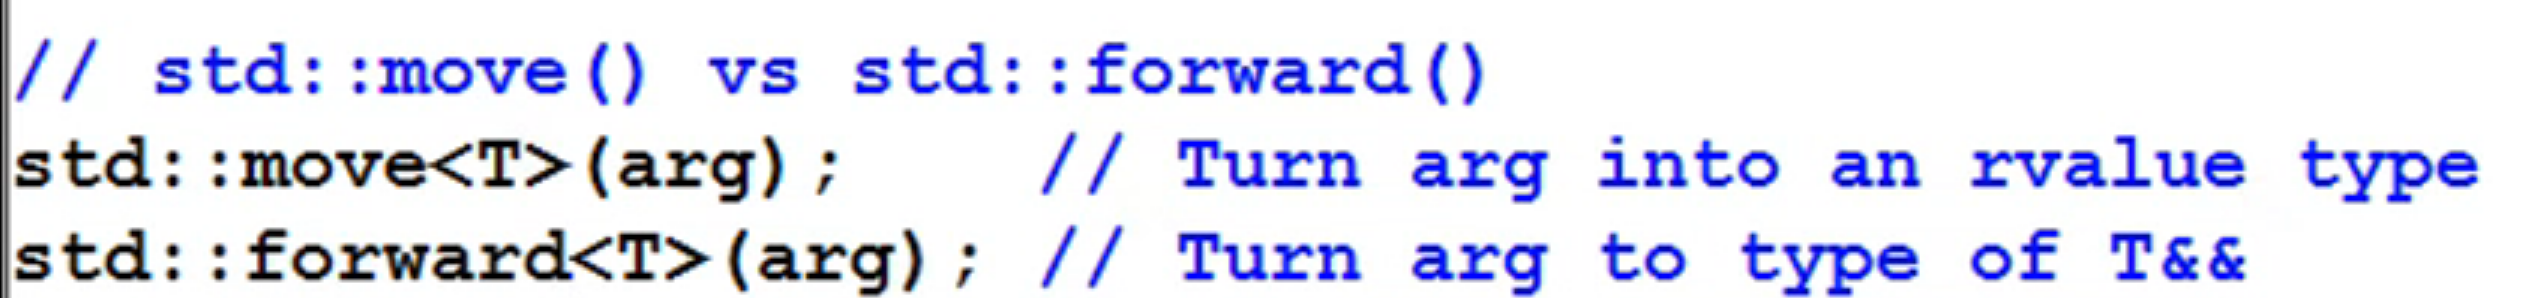 // std::move() vs std::forward()
std::move<T>(arg);    // Turn arg into an rvalue type
std::forward<T>(arg); // Turn arg to type of T&&